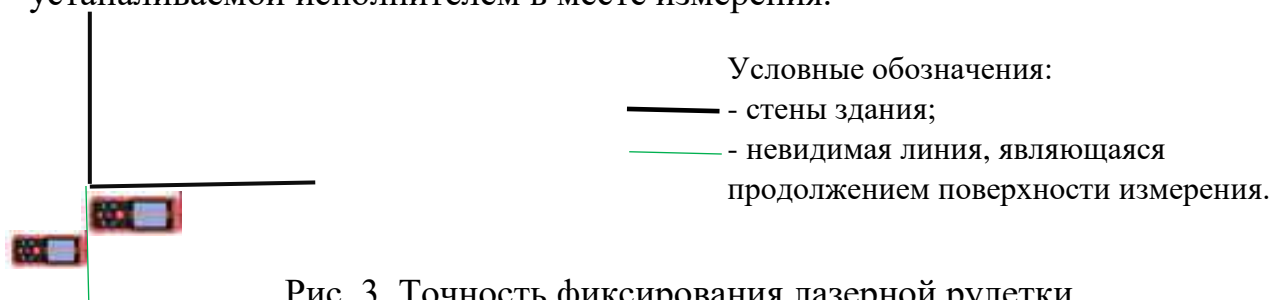 устаналиваемой исполнителем в месте измерения.
Условные обозначения:
- стены здания;
- невидимая линия, являющаяся
продолжением поверхности измерения.
Рис. 3. Точность фиксирования лазерной рулетки